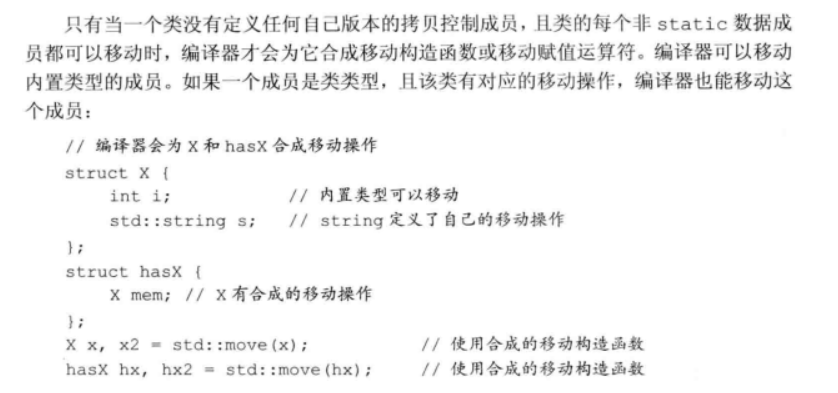 只有当一个类没有定义任何自己版本的拷贝控制成员，且类的每个非 static 数据成
员都可以移动时，编译器才会为它合成移动构造函数或移动赋值运算符。编译器可以移动
内置类型的成员。如果一个成员是类类型，且该类有对应的移动操作，编译器也能移动这
个成员：
// 编译器会为 X 和 hasX 合成移动操作
struct X {
    int i;           // 内置类型可以移动
    std::string s;   // string 定义了自己的移动操作
};
struct hasX {
    X mem; // X 有合成的移动操作
};
X x, x2 = std::move(x);          // 使用合成的移动构造函数
hasX hx, hx2 = std::move(hx);    // 使用合成的移动构造函数